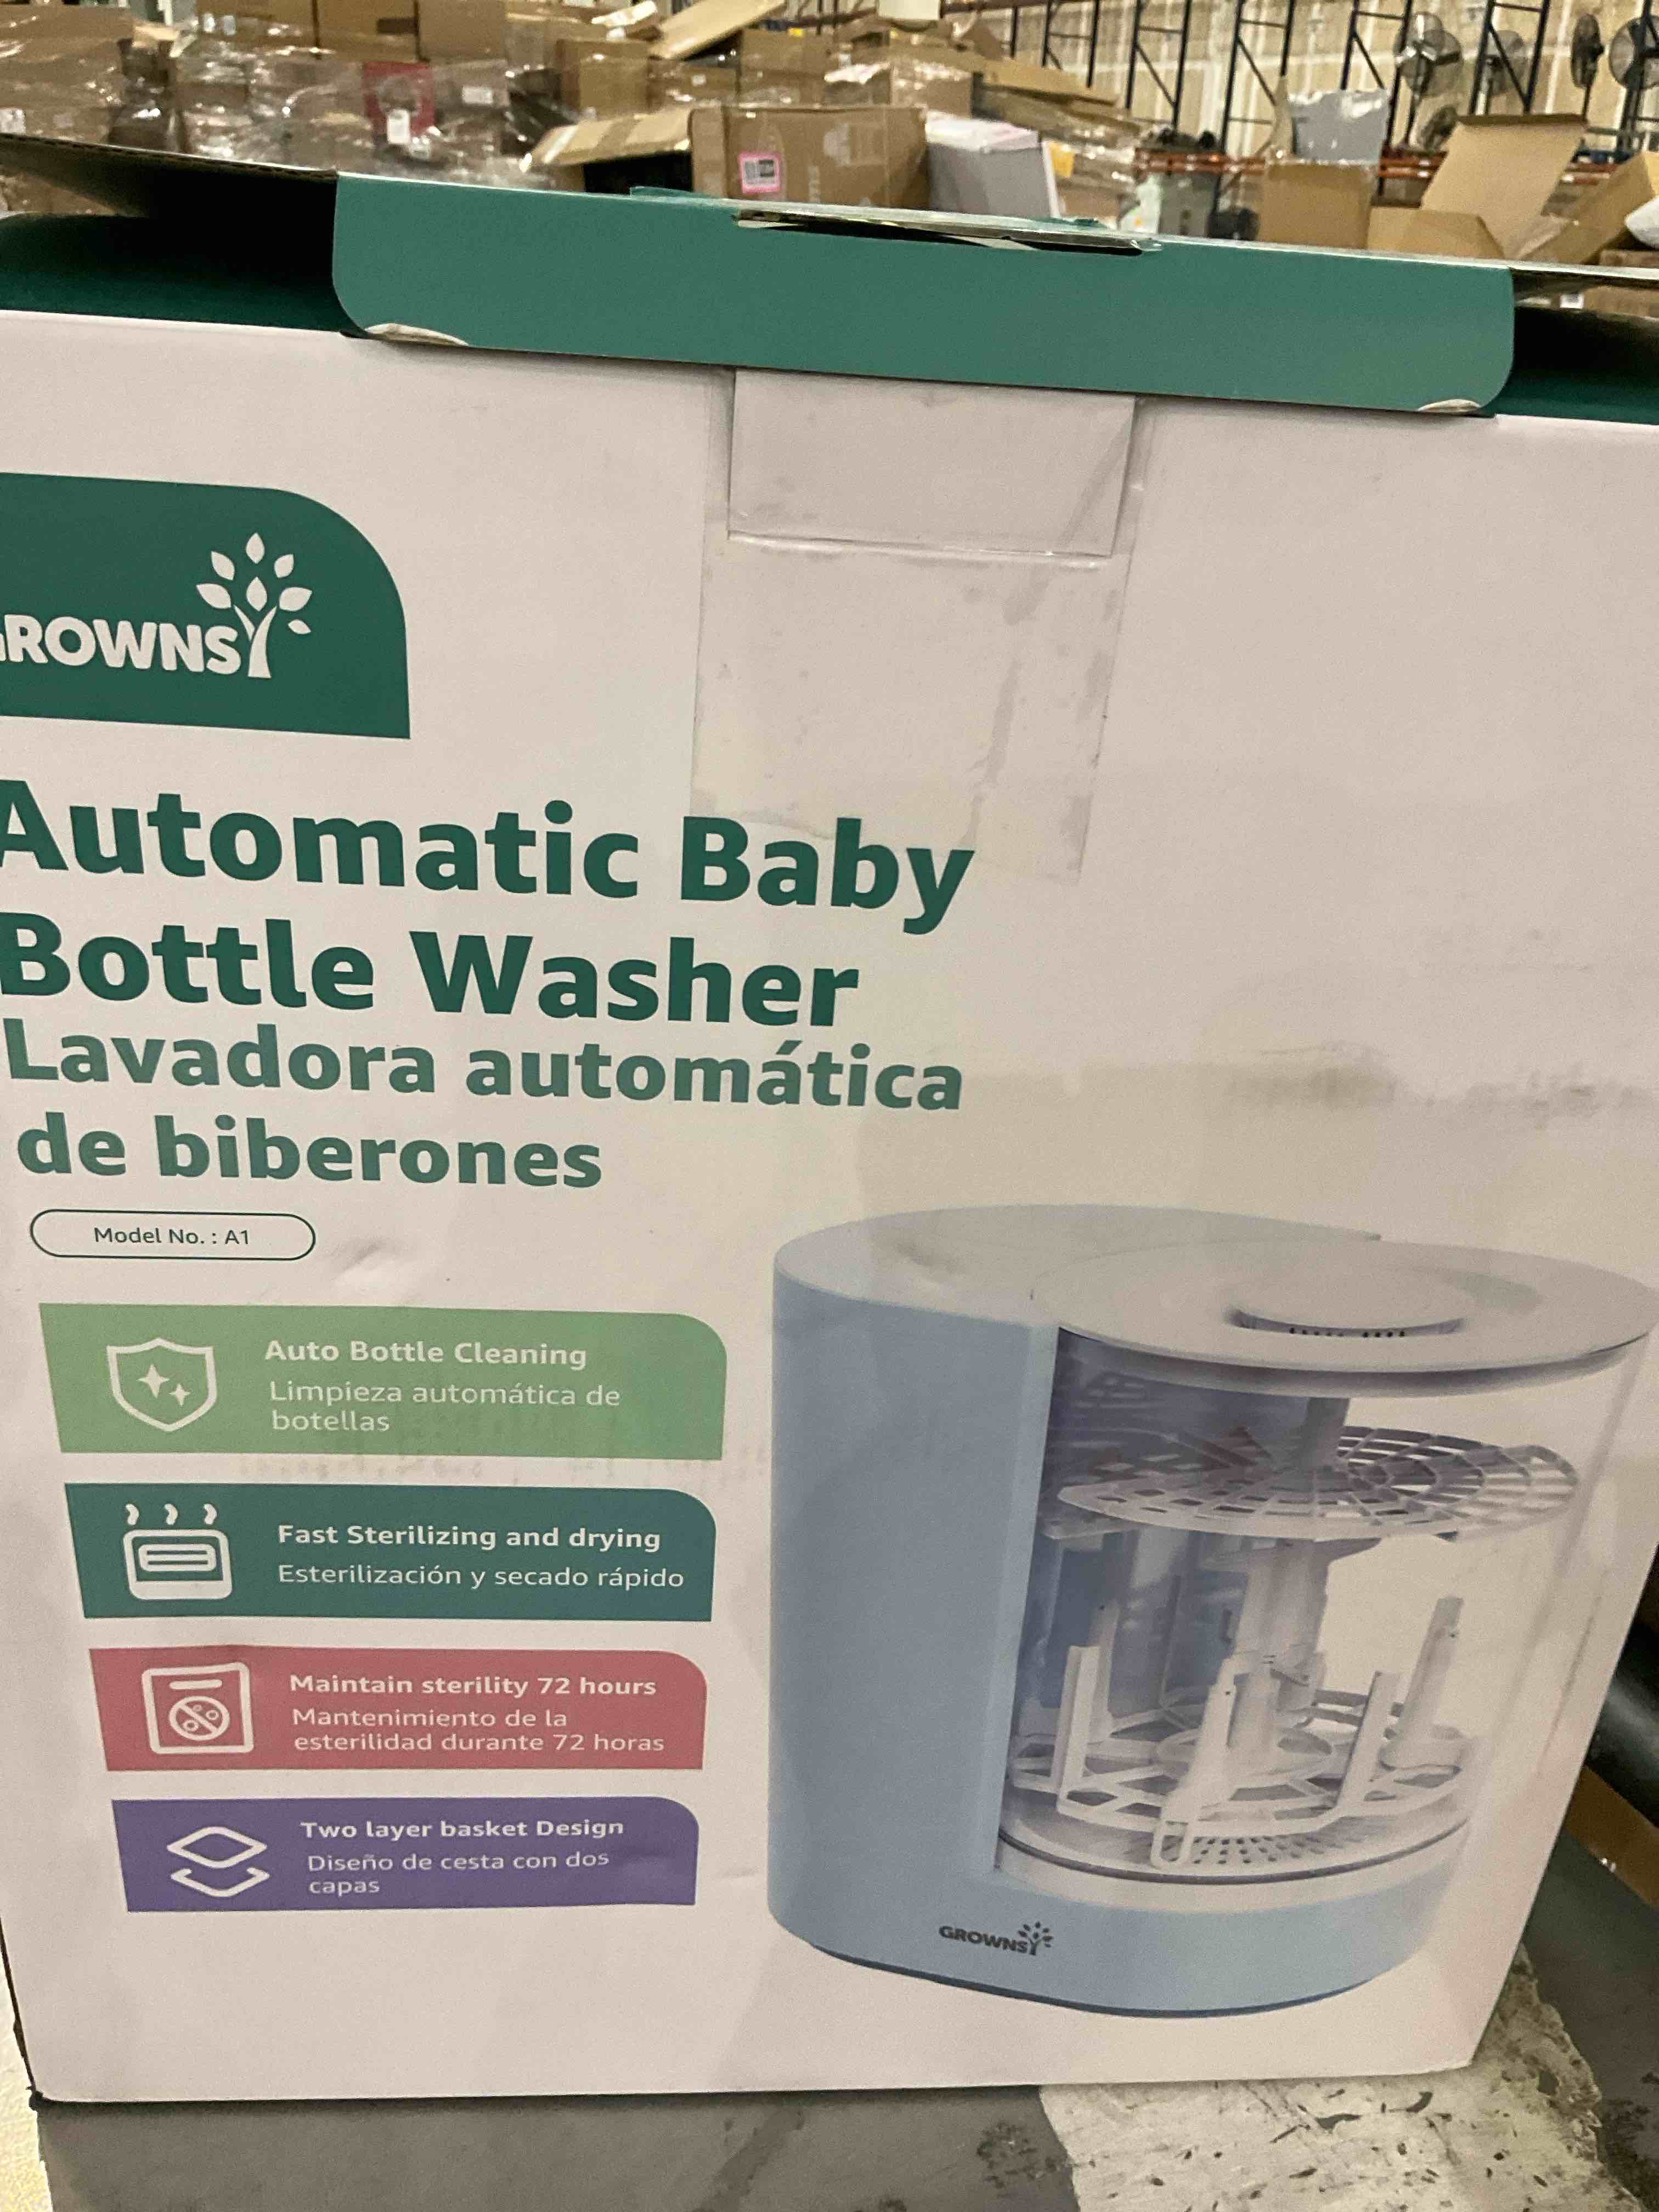 GROWNSY
Automatic Baby
Bottle Washer
Lavadora automática
de biberones
Model No. : A1
Auto Bottle Cleaning
Limpieza automática de
botellas
Fast Sterilizing and drying
Esterilización y secado rápido
Maintain sterility 72 hours
Mantenimiento de la
esterilidad durante 72 horas
Two layer basket Design
Diseño de cesta con dos
capas
GROWNSY